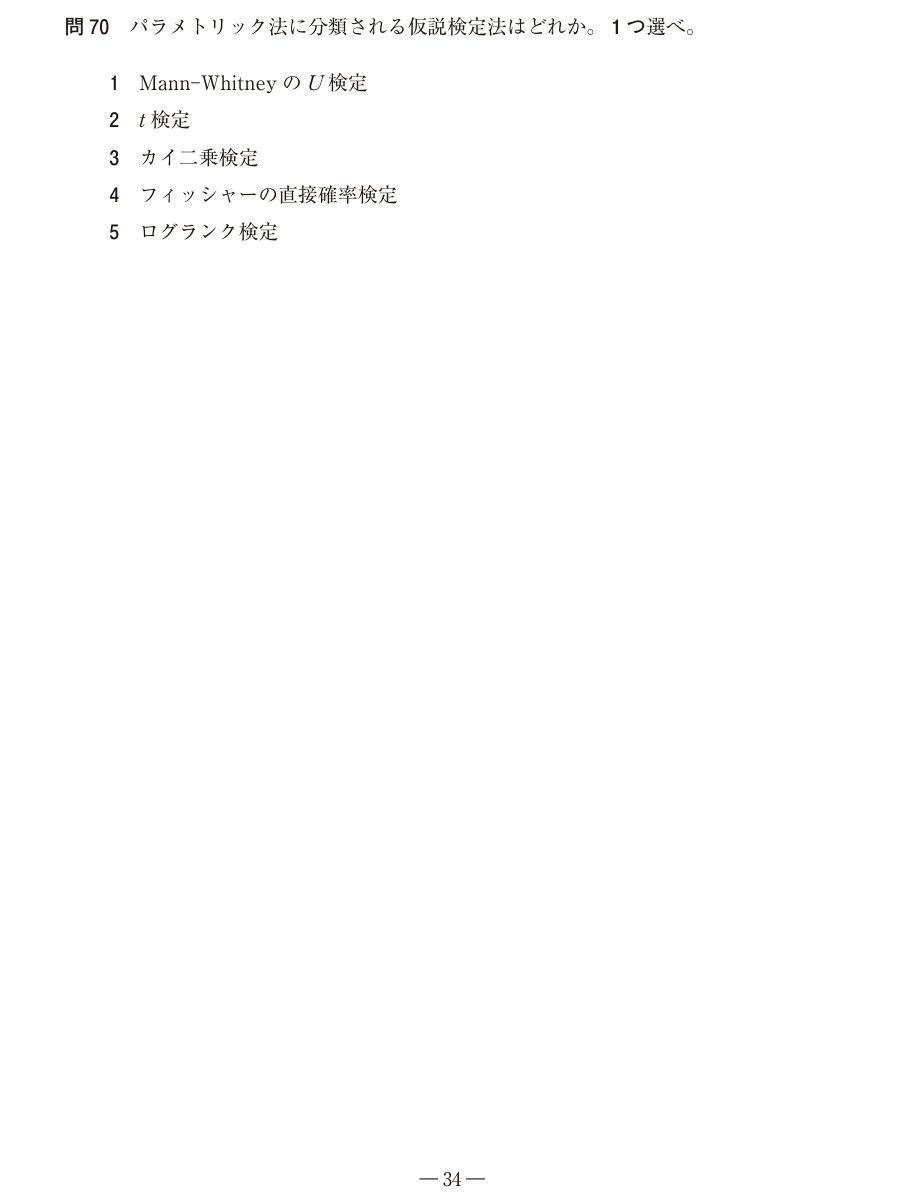 問 70　パラメトリック法に分類される仮説検定法はどれか。1つ選べ。
1　Mann-Whitney の U 検定
2　t 検定
3　カイ二乗検定
4　フィッシャーの直接確率検定
5　ログランク検定
― 34 ―